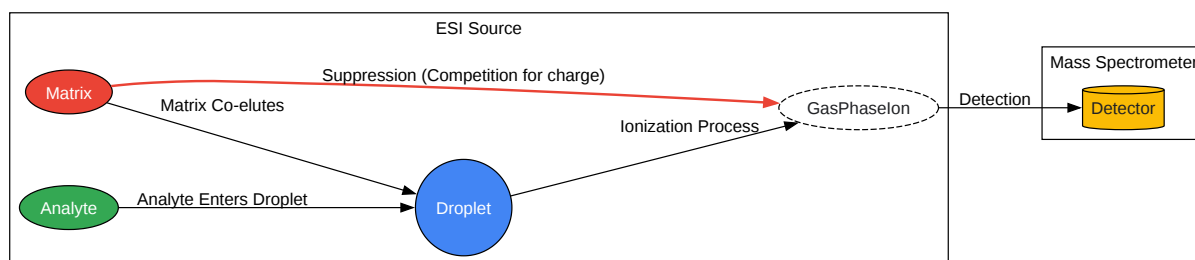 ESI Source
Mass Spectrometer
Suppression (Competition for charge)
Matrix
Matrix Co-elutes
GasPhaseIon
Detection
Detector
Ionization Process
Analyte
Analyte Enters Droplet
Droplet